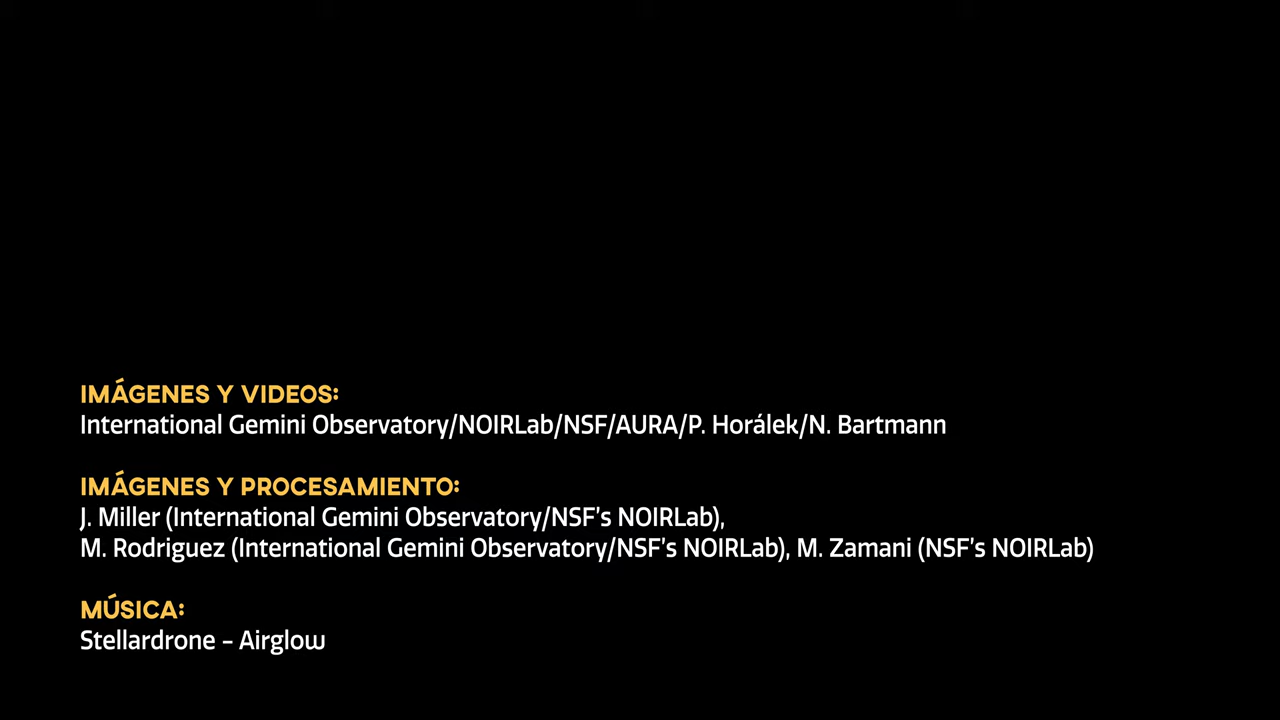 IMÁGENES Y VIDEOS:
International Gemini Observatory/NOIRLab/NSF/AURA/P. Horálek/N. Bartmann
IMÁGENES Y PROCESAMIENTO:
J. Miller (International Gemini Observatory/NSF's NOIRLab),
M. Rodriguez (International Gemini Observatory/NSF's NOIRLab), M. Zamani (NSF's NOIRLab)
MÚSICA:
Stellardrone – Airglow